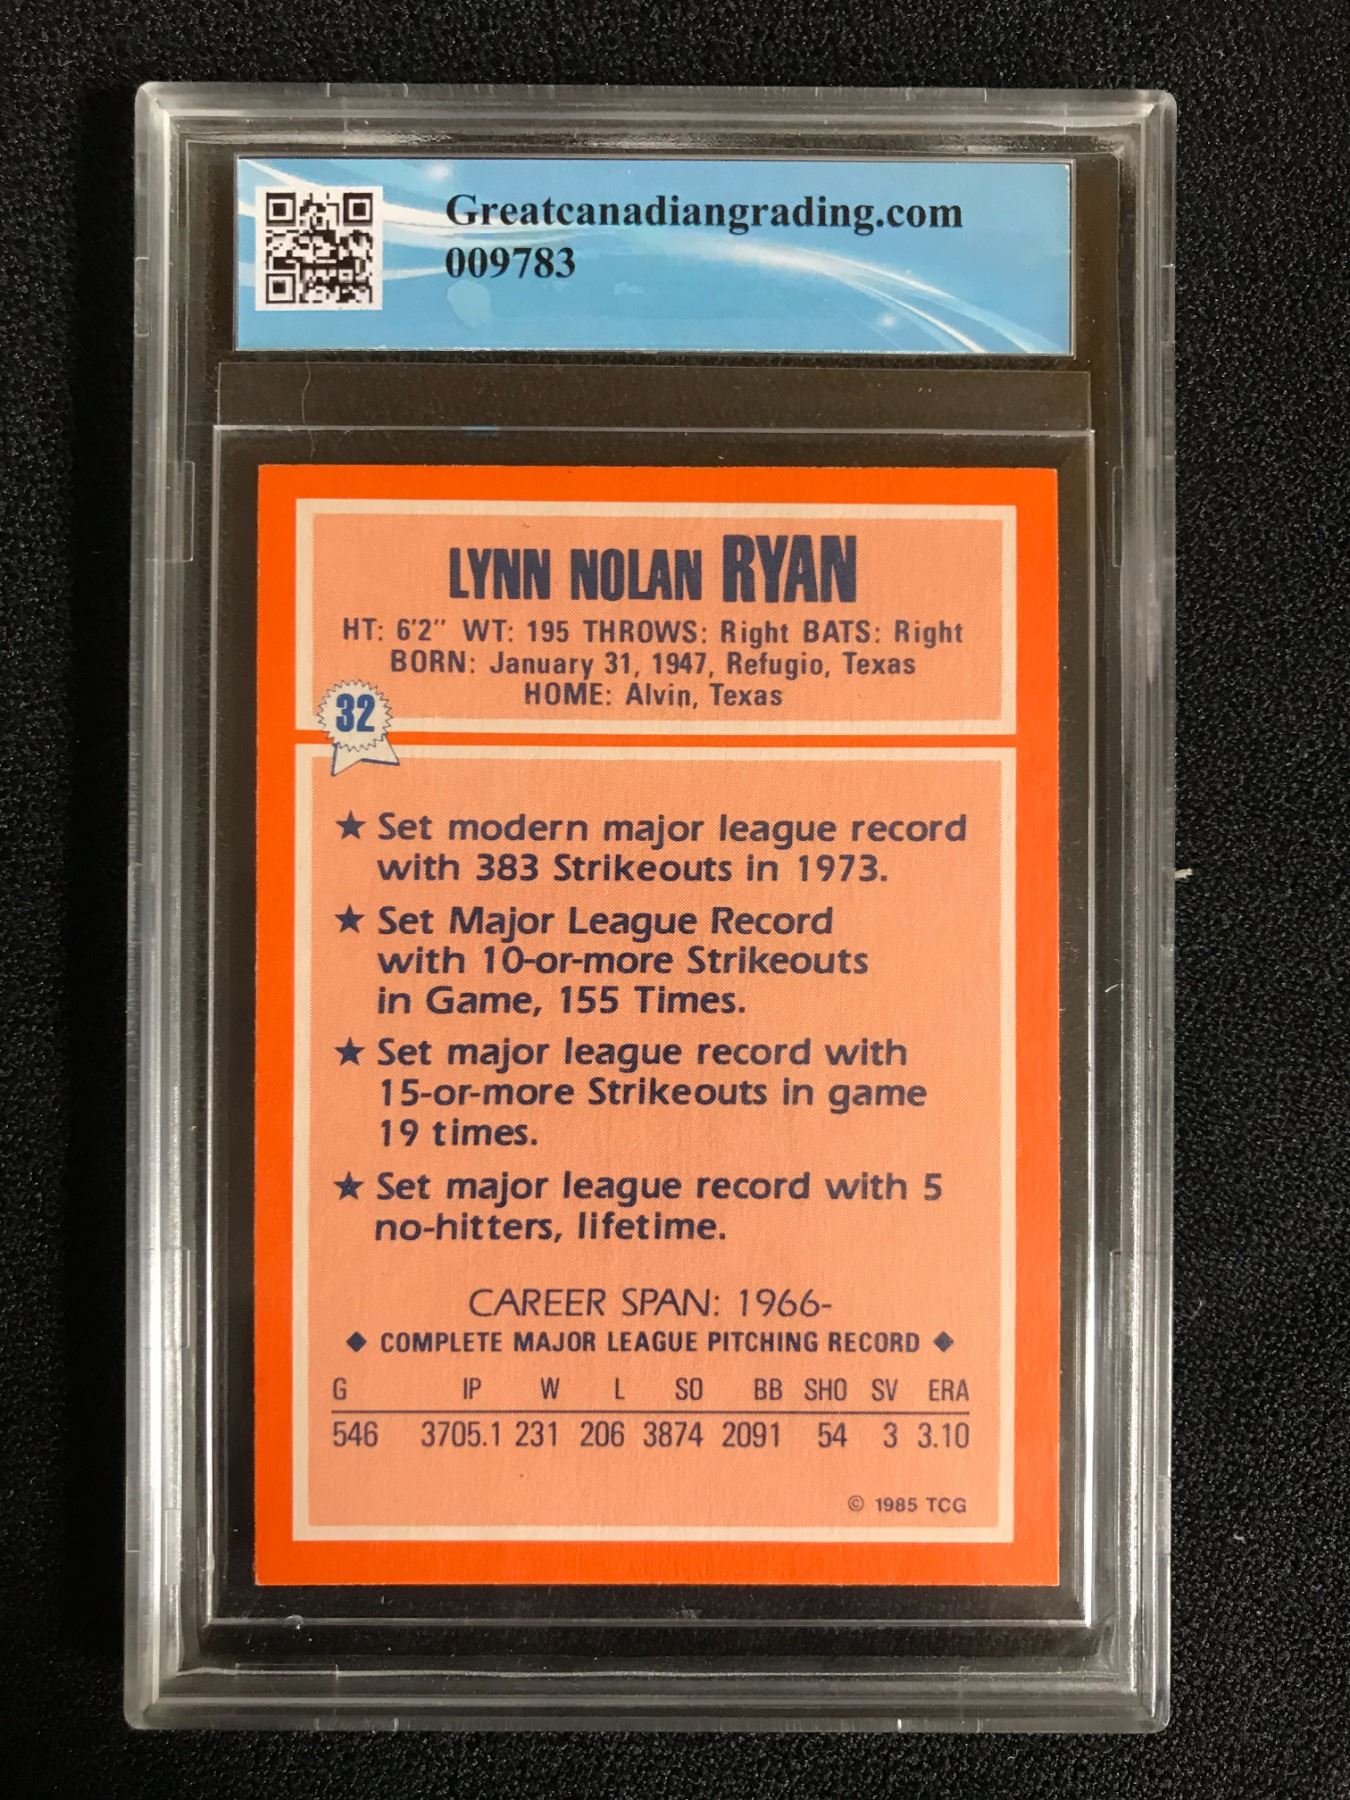 Greatcanadiangrading.com
009783
LYNN NOLAN RYAN
HT: 6'2" WT: 195 THROWS: Right BATS: Right
BORN: January 31, 1947, Refugio, Texas
HOME: Alvin, Texas
32
★ Set modern major league record
with 383 Strikeouts in 1973.
★ Set Major League Record
with 10-or-more Strikeouts
in Game, 155 Times.
★ Set major league record with
15-or-more Strikeouts in game
19 times.
★ Set major league record with 5
no-hitters, lifetime.
CAREER SPAN: 1966-
◆ COMPLETE MAJOR LEAGUE PITCHING RECORD ◆
G IP W L SO BB SHO SV ERA
546 3705.1 231 206 3874 2091 54 3 3.10
© 1985 TCG